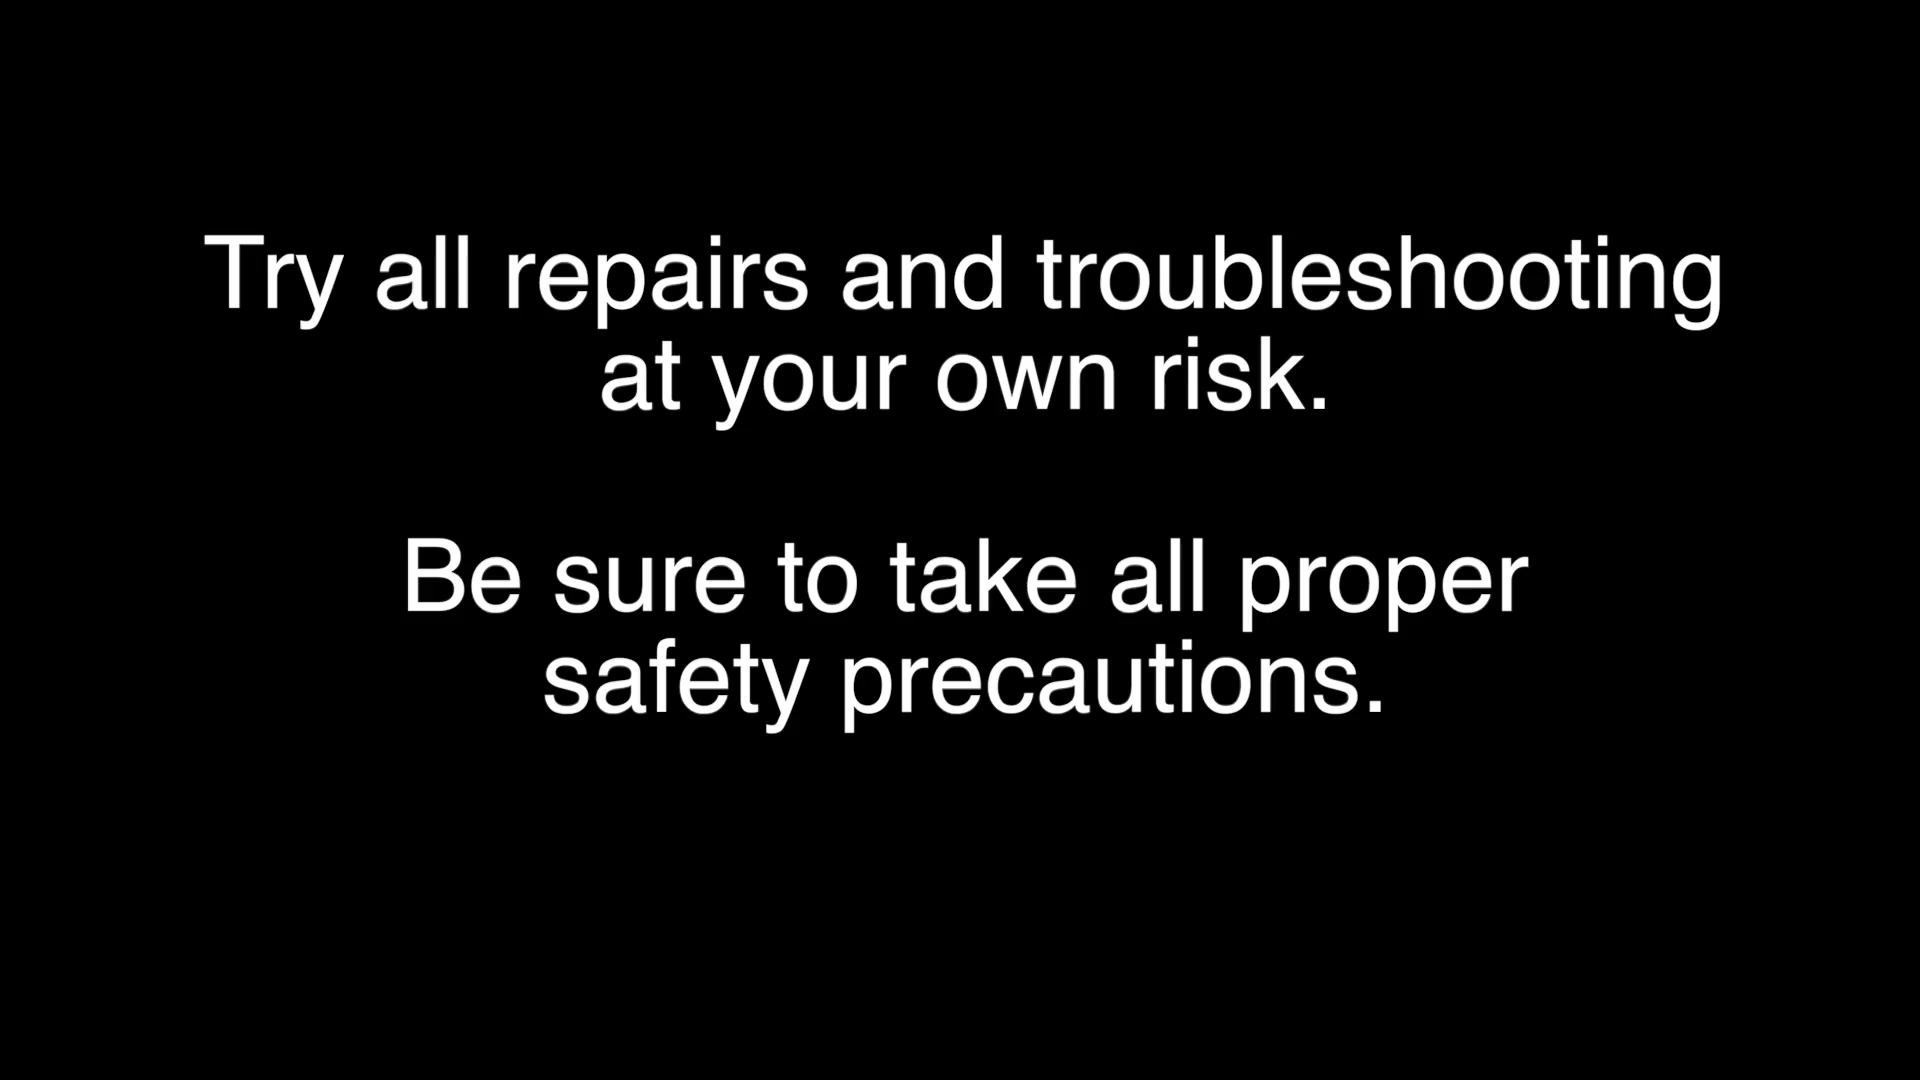 Try all repairs and troubleshooting
at your own risk.
Be sure to take all proper
safety precautions.